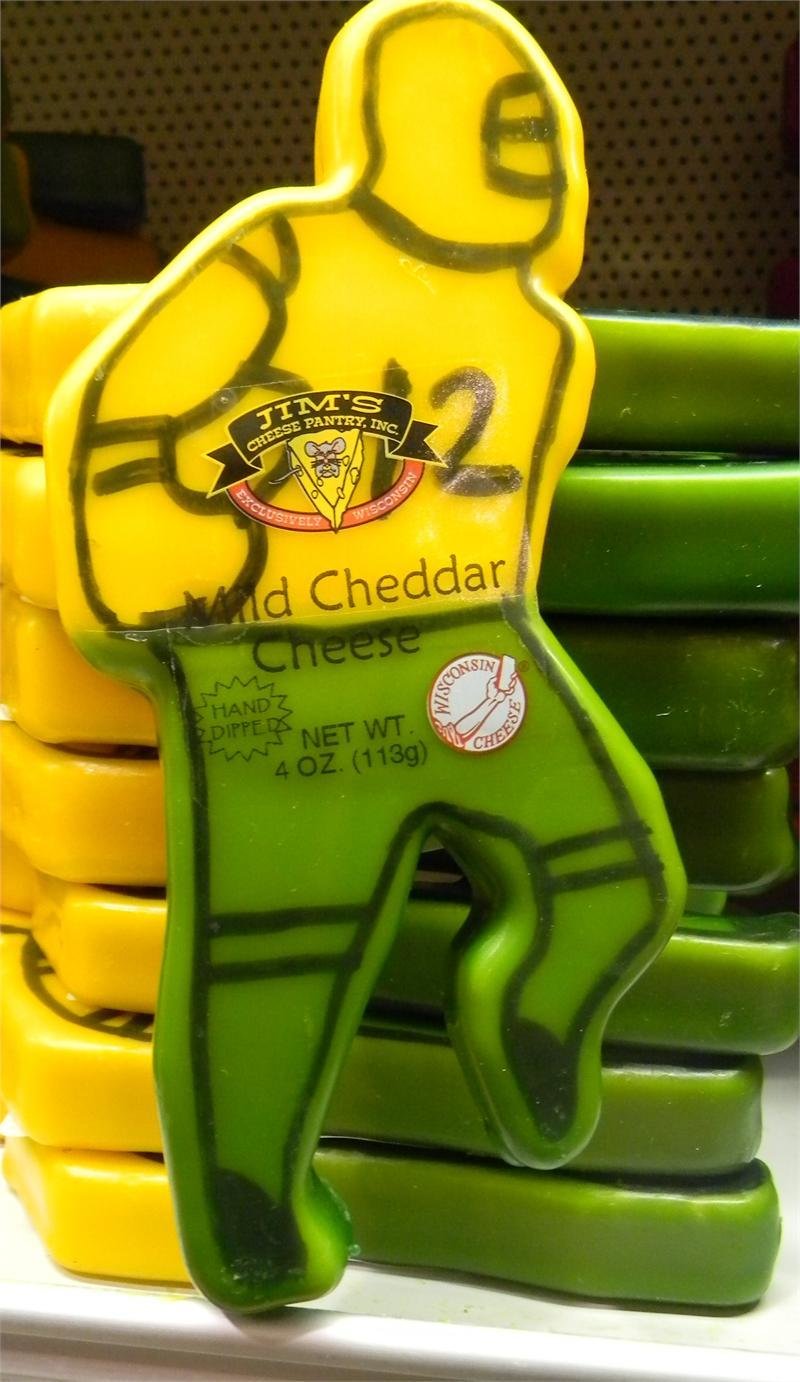 12
JIM'S
CHEESE PANTRY, INC.
EXCLUSIVELY WISCONSIN
Mild Cheddar
Cheese
HAND
DIPPED
NET WT.
4 OZ. (113g)
WISCONSIN
CHEESE
®